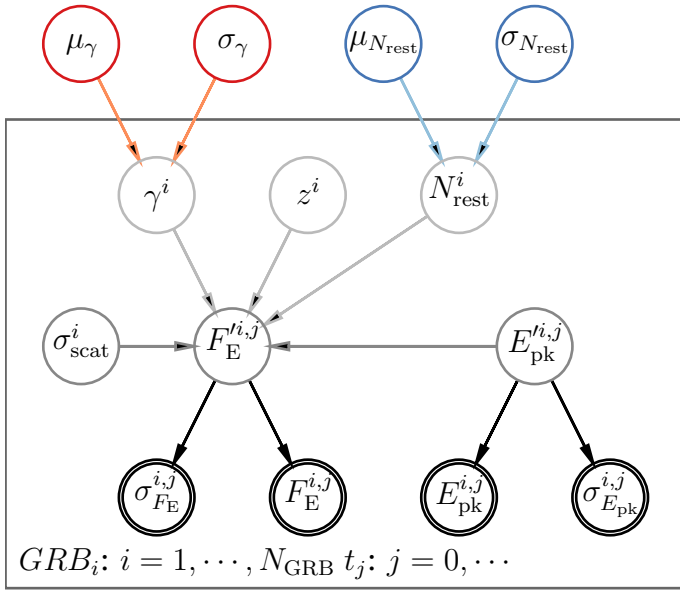 μ_γ σ_γ μ_{N_rest} σ_{N_rest}
γ^i z^i N^i_rest
σ^i_scat F'^{i,j}_E E'^{i,j}_pk
σ^{i,j}_{F_E} F^{i,j}_E E^{i,j}_pk σ^{i,j}_{E_pk}
GRB_i: i = 1, ⋯, N_GRB t_j: j = 0, ⋯